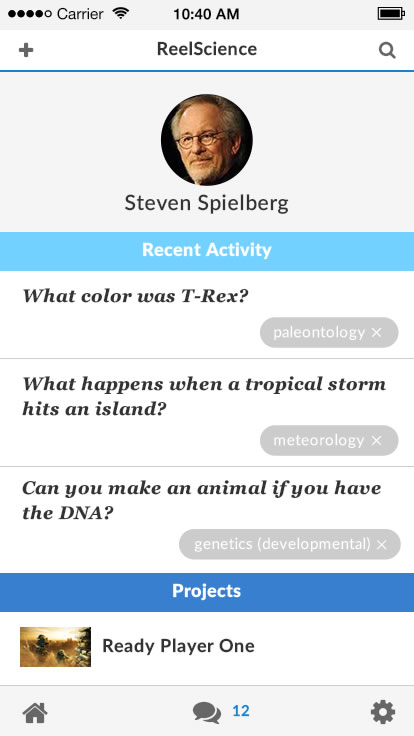 Carrier 10:40 AM
ReelScience
Steven Spielberg
Recent Activity
What color was T-Rex?
paleontology ×
What happens when a tropical storm
hits an island?
meteorology ×
Can you make an animal if you have
the DNA?
genetics (developmental) ×
Projects
Ready Player One
12